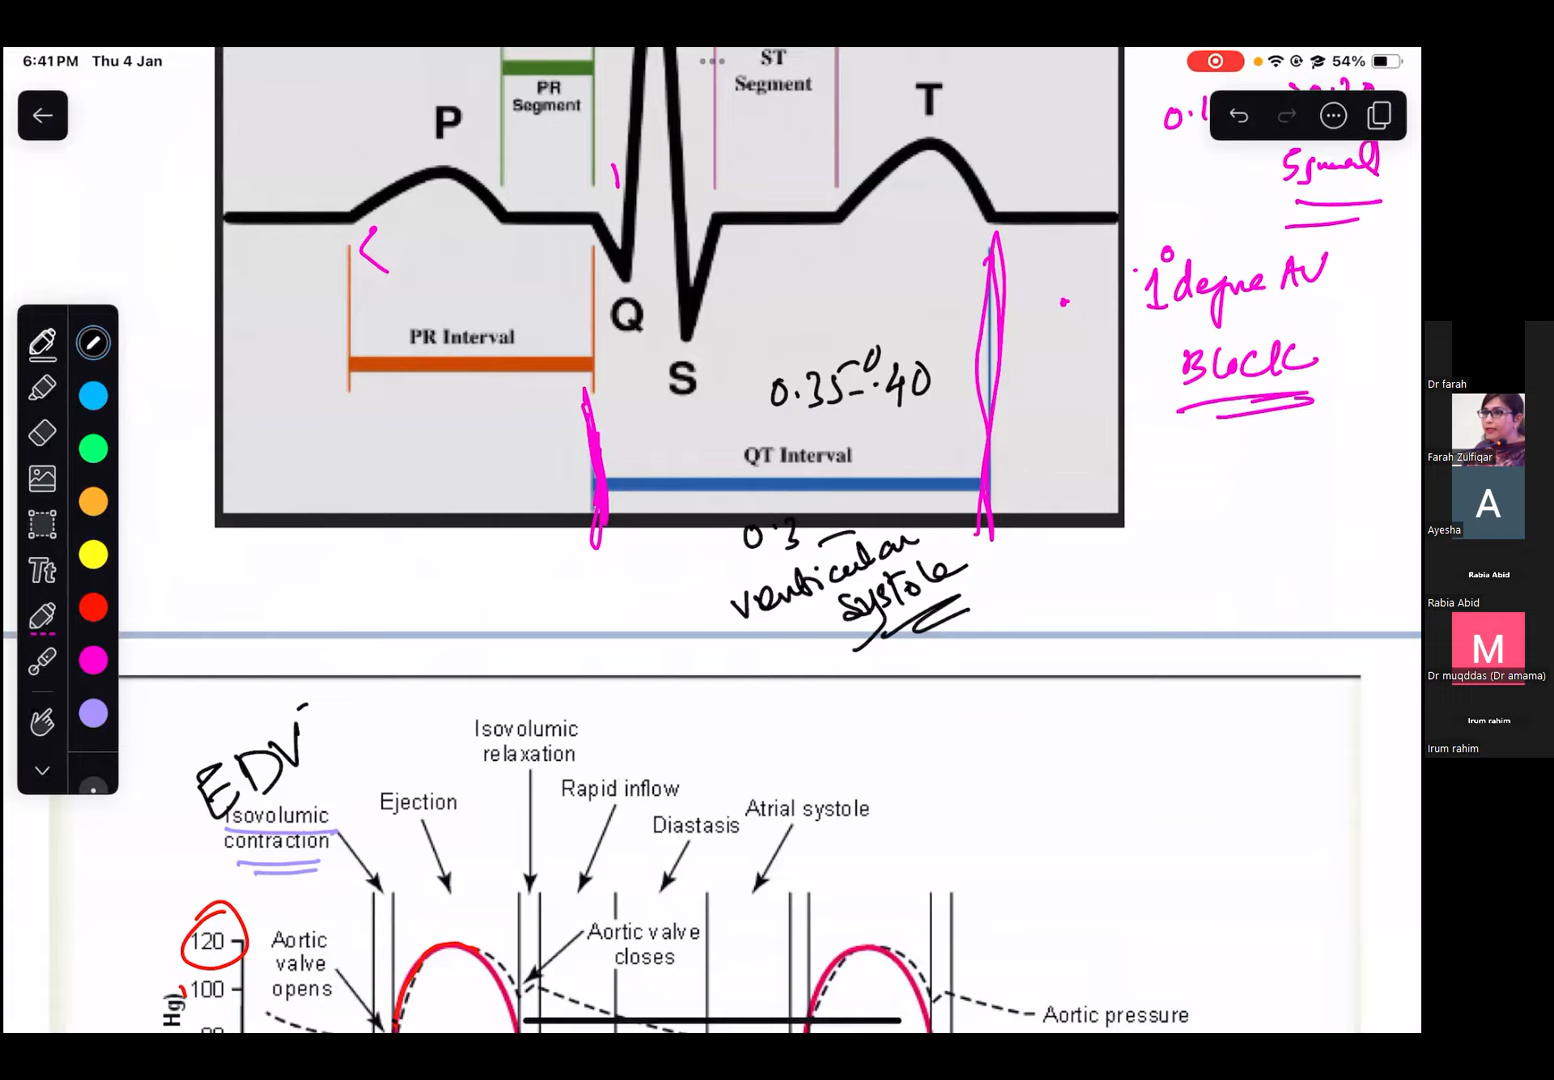 6:41 PM Thu 4 Jan
54%
PR
Segment
ST
Segment
P
T
Q
S
PR Interval
0.35-0.40
QT Interval
0.3
ventricular
systole
0.1
1° degree AV
Block
EDV
Isovolumic
contraction
Ejection
Isovolumic
relaxation
Rapid inflow
Diastasis
Atrial systole
120
100
Hg)
Aortic
valve
opens
Aortic valve
closes
Aortic pressure
Tt
Dr farah
Farah Zulfiqar
A
Ayesha
Rabia Abid
Rabia Abid
M
Dr muqddas (Dr amama)
Irum rahim
Irum rahim